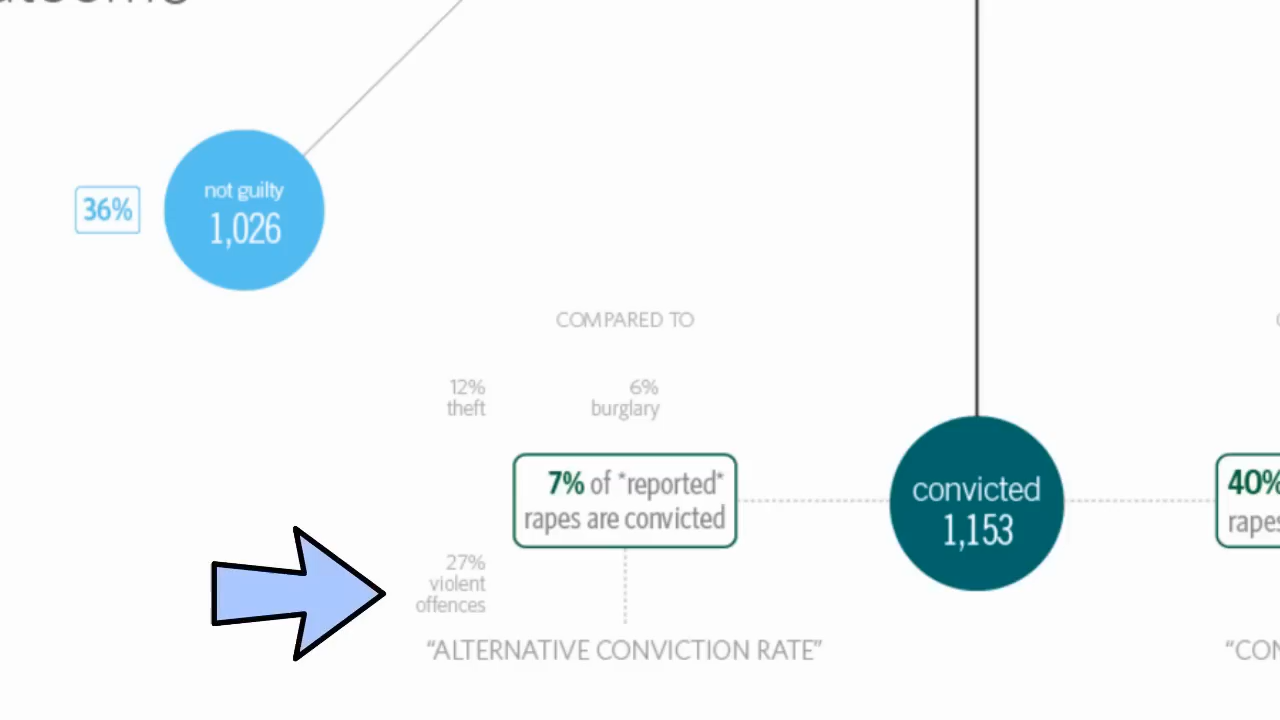 36%
not guilty
1,026
COMPARED TO
12%
theft
6%
burglary
7% of *reported*
rapes are convicted
convicted
1,153
40%
rapes
27%
violent
offences
"ALTERNATIVE CONVICTION RATE"
"CON